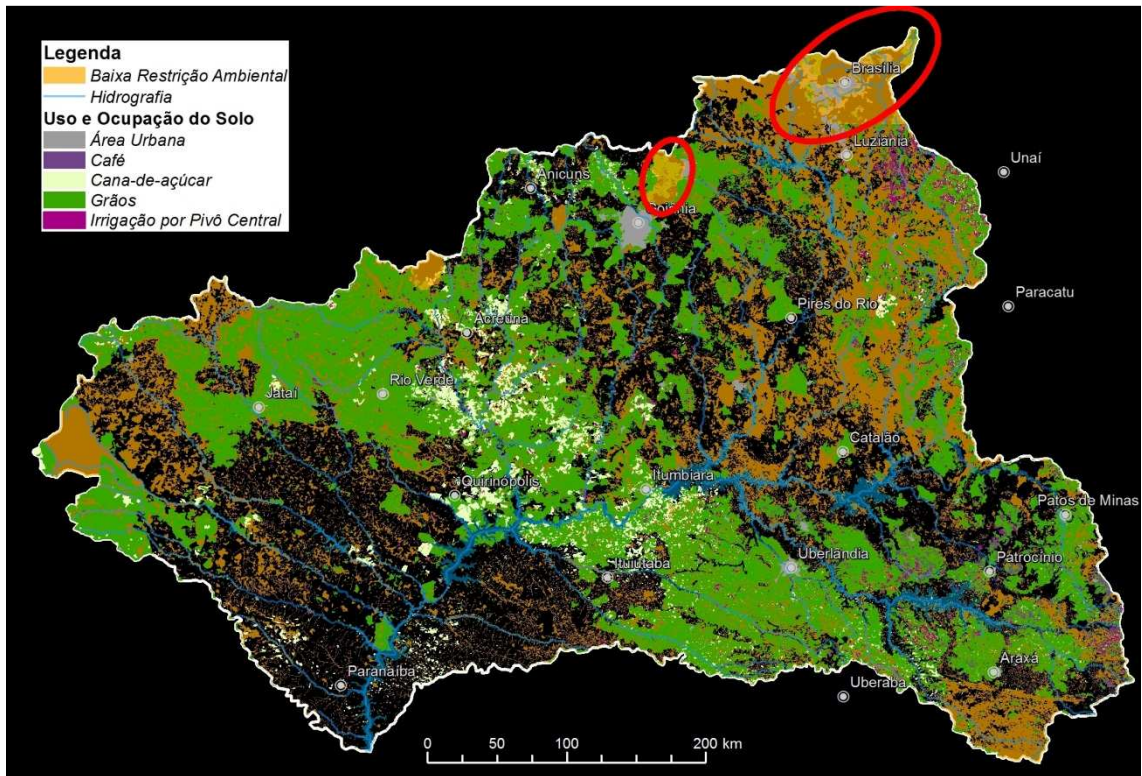 Legenda
Baixa Restrição Ambiental
Hidrografia
Uso e Ocupação do Solo
Área Urbana
Café
Cana-de-açúcar
Grãos
Irrigação por Pivô Central
Brasília
Luziânia
Unaí
Anicuns
Goiânia
Paracatu
Pires do Rio
Acreúna
Rio Verde
Jataí
Catalão
Itumbiara
Quirinópolis
Patos de Minas
Uberlândia
Patrocínio
Ituiutaba
Araxá
Paranaíba
Uberaba
0 50 100 200 km